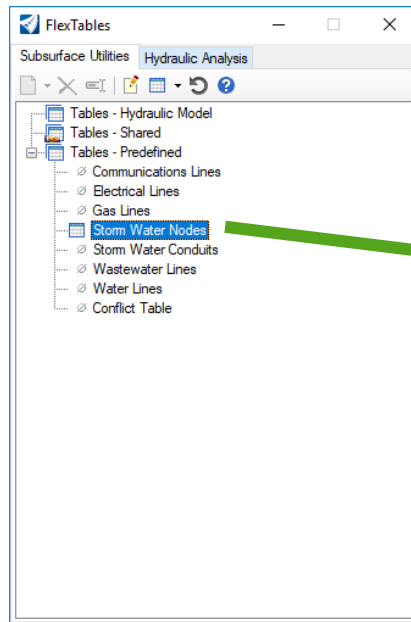 FlexTables
Subsurface Utilities Hydraulic Analysis
Tables - Hydraulic Model
Tables - Shared
Tables - Predefined
Communications Lines
Electrical Lines
Gas Lines
Storm Water Nodes
Storm Water Conduits
Wastewater Lines
Water Lines
Conflict Table